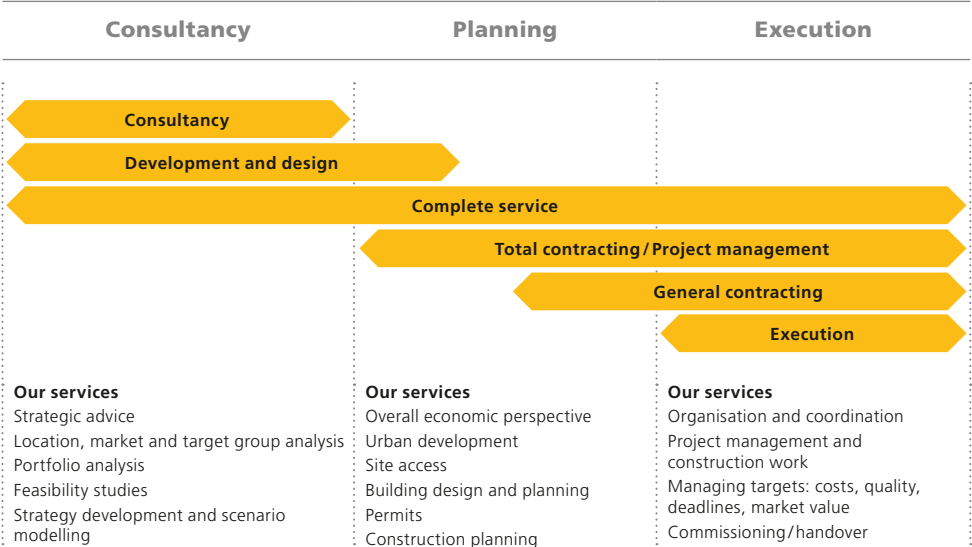 Consultancy
Planning
Execution
Consultancy
Development and design
Complete service
Total contracting/Project management
General contracting
Execution
Our services
Strategic advice
Location, market and target group analysis
Portfolio analysis
Feasibility studies
Strategy development and scenario
modelling
Our services
Overall economic perspective
Urban development
Site access
Building design and planning
Permits
Construction planning
Our services
Organisation and coordination
Project management and
construction work
Managing targets: costs, quality,
deadlines, market value
Commissioning/handover